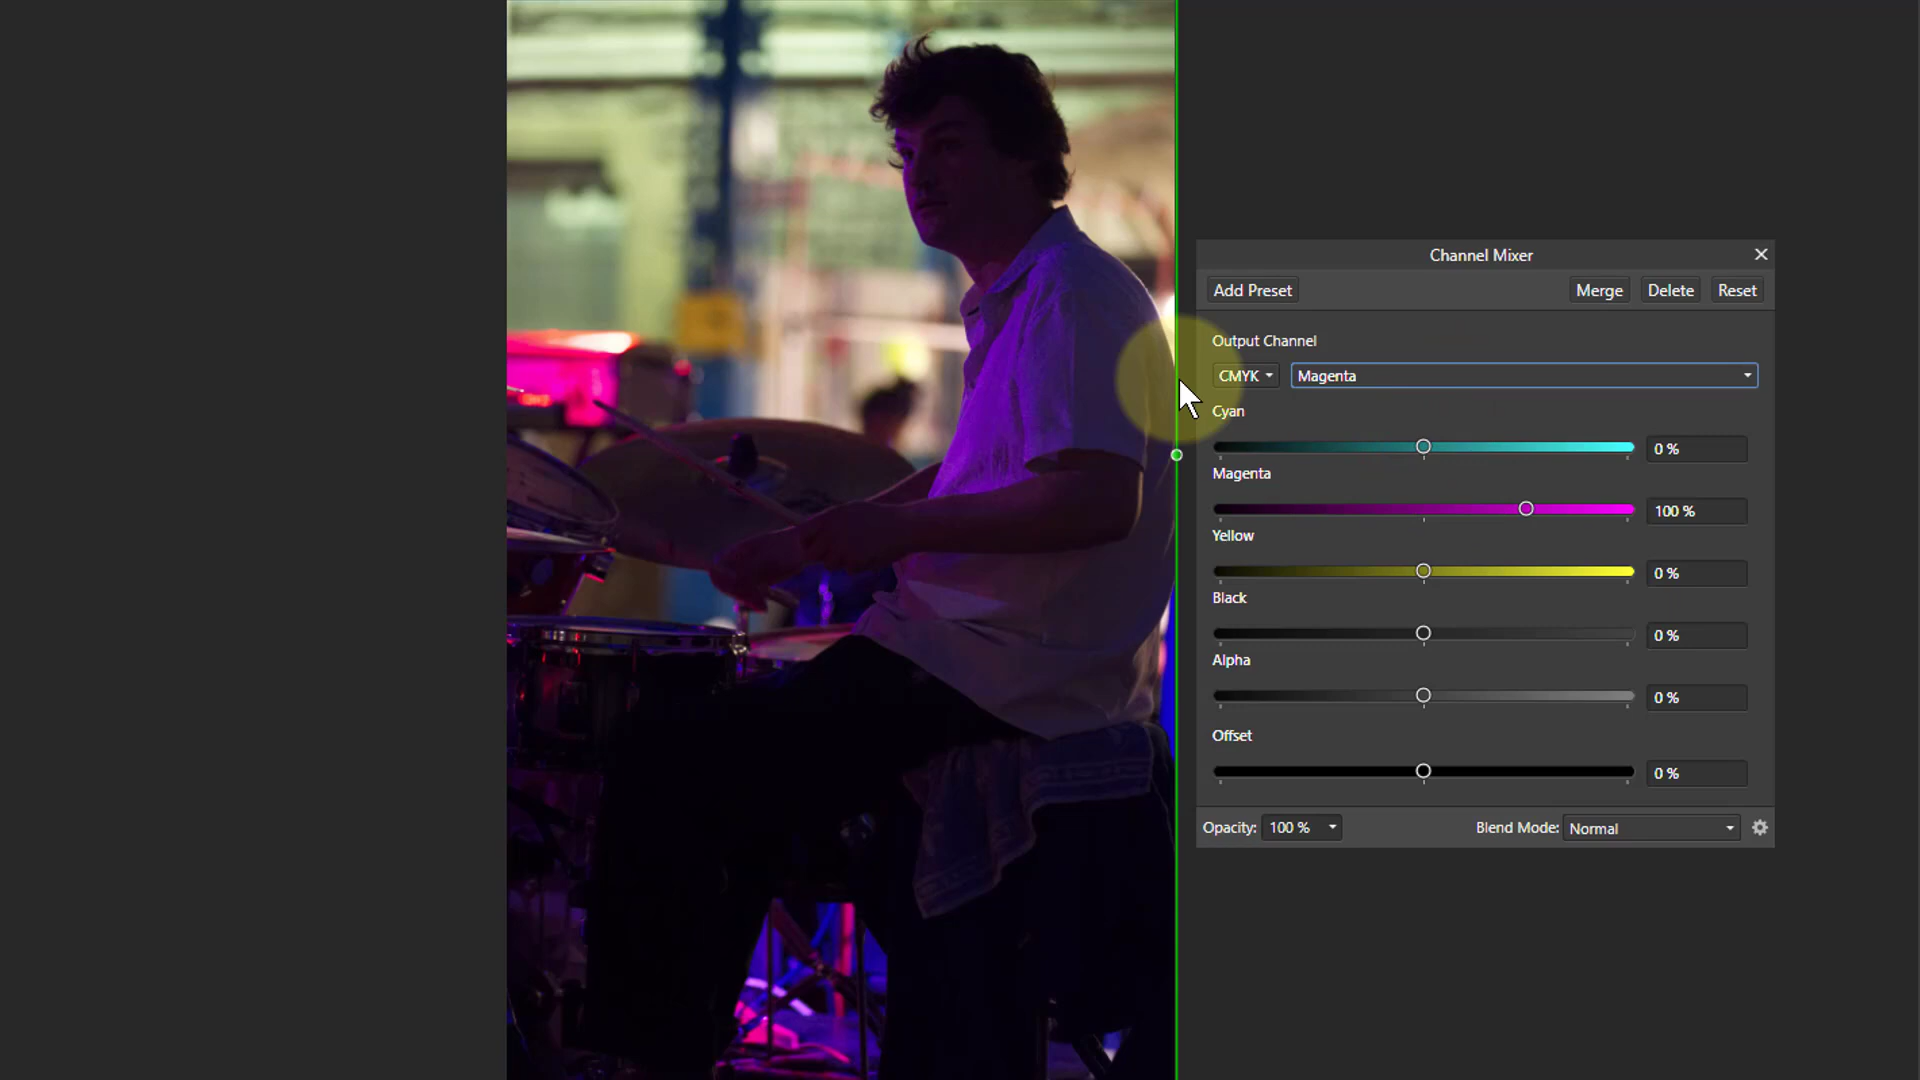 Channel Mixer
Add Preset
Merge
Delete
Reset
Output Channel
CMYK
Magenta
Cyan
0 %
Magenta
100 %
Yellow
0 %
Black
0 %
Alpha
0 %
Offset
0 %
Opacity:
100 %
Blend Mode:
Normal